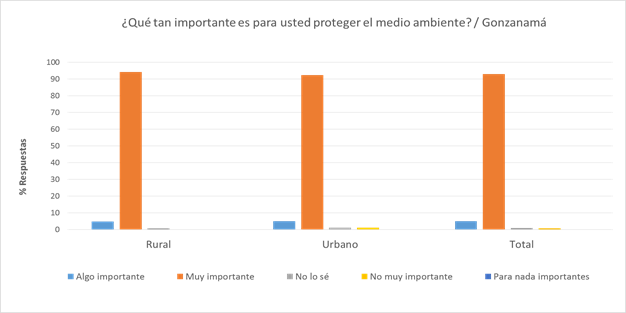 ¿Qué tan importante es para usted proteger el medio ambiente? / Gonzanamá
% Respuestas
100
90
80
70
60
50
40
30
20
10
0
Rural Urbano Total
Algo importante Muy importante No lo sé No muy importante Para nada importantes